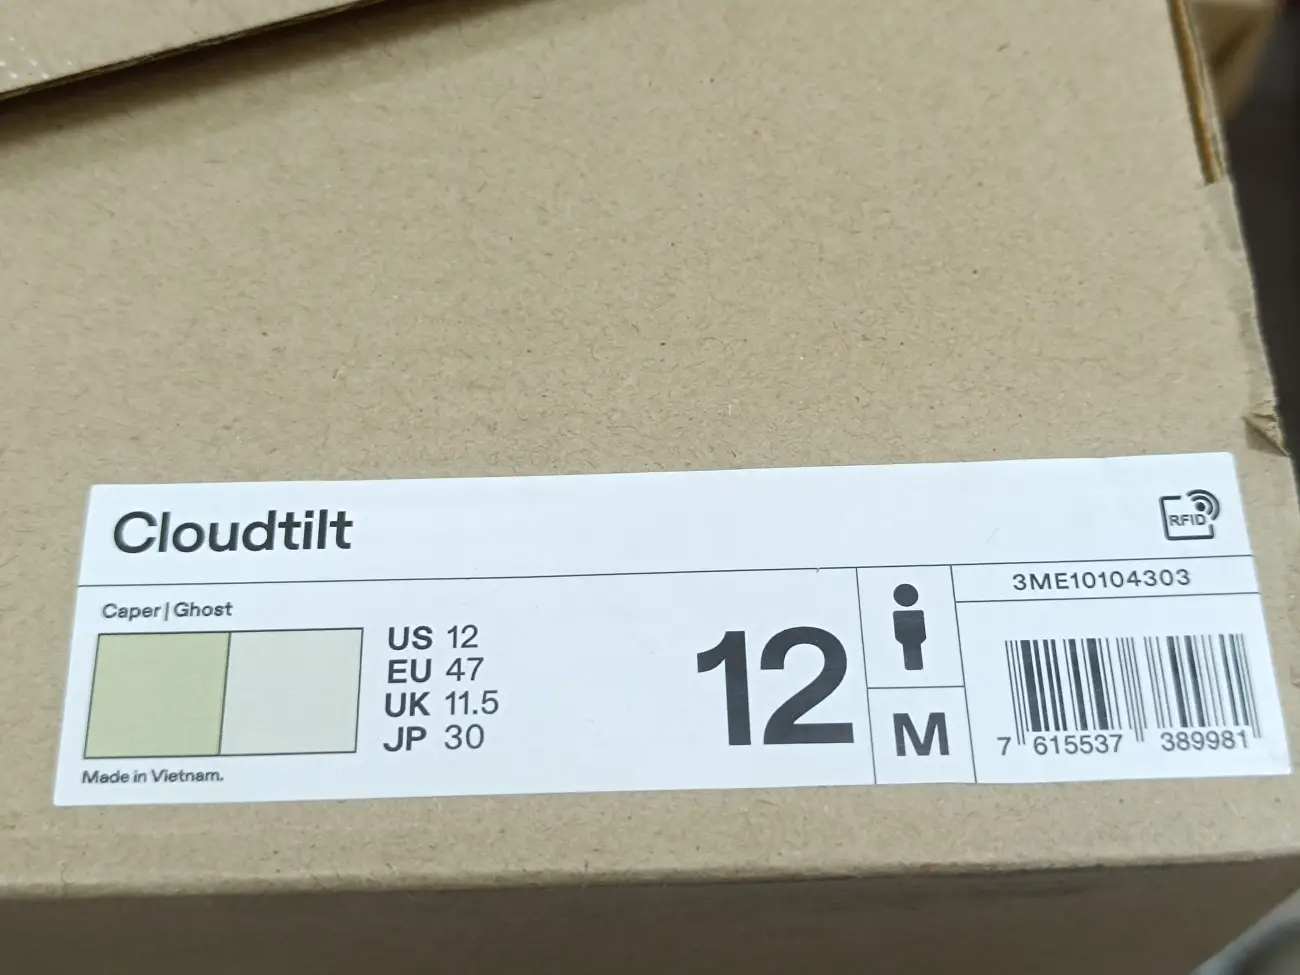 Cloudtilt
RFID
Caper|Ghost
US 12
EU 47
UK 11.5
JP 30
Made in Vietnam.
12
M
3ME10104303
7 615537 389981